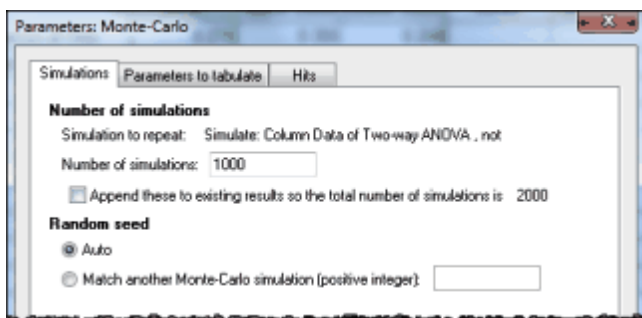 Parameters: Monte-Carlo
Simulations Parameters to tabulate Hits
Number of simulations
Simulation to repeat: Simulate: Column Data of Two-way ANOVA , not
Number of simulations: 1000
Append these to existing results so the total number of simulations is 2000
Random seed
Auto
Match another Monte-Carlo simulation (positive integer):